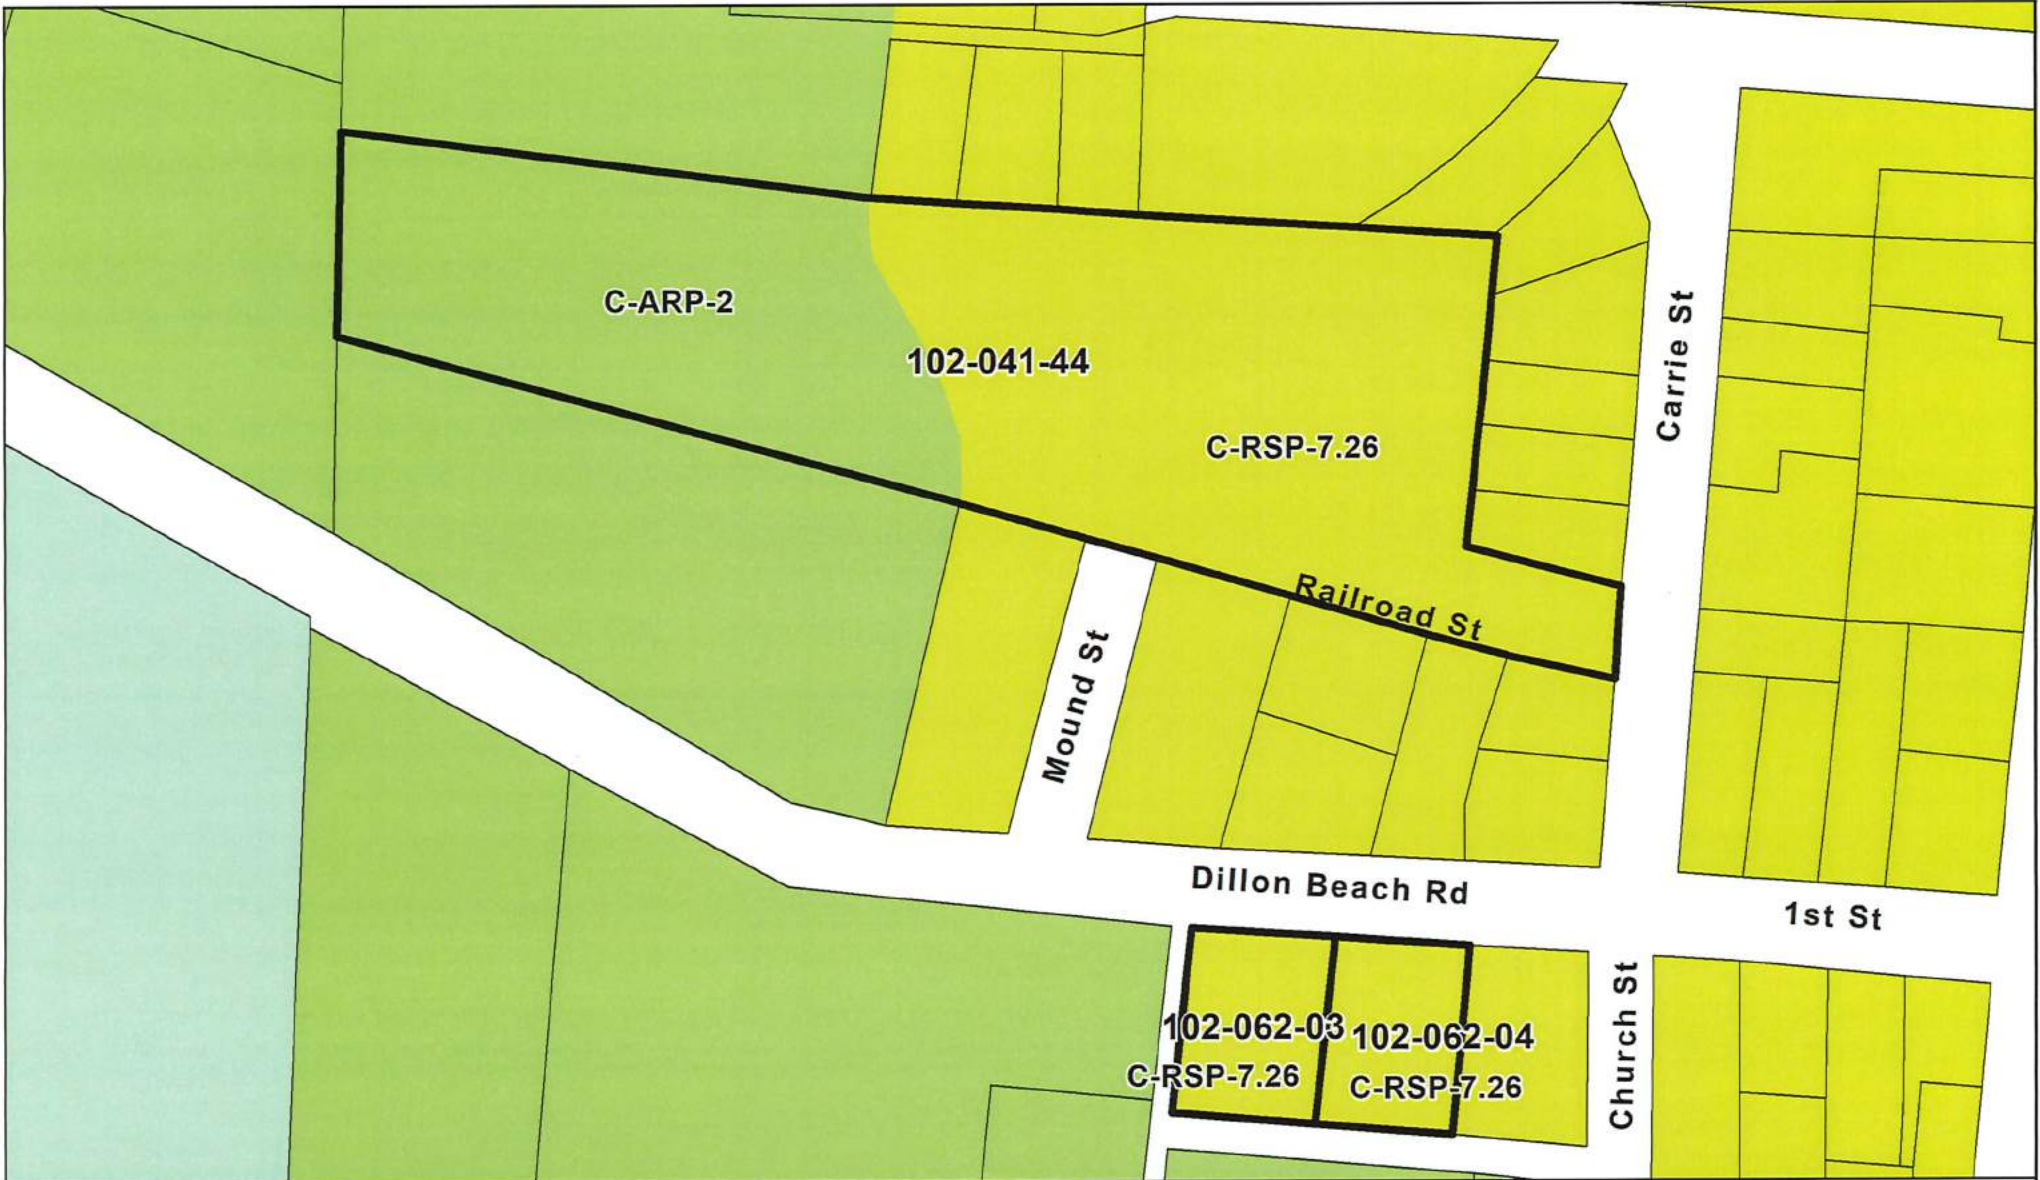 C-ARP-2
102-041-44
C-RSP-7.26
Carrie St
Railroad St
Mound St
Dillon Beach Rd
1st St
102-062-03
102-062-04
C-RSP-7.26
C-RSP-7.26
Church St